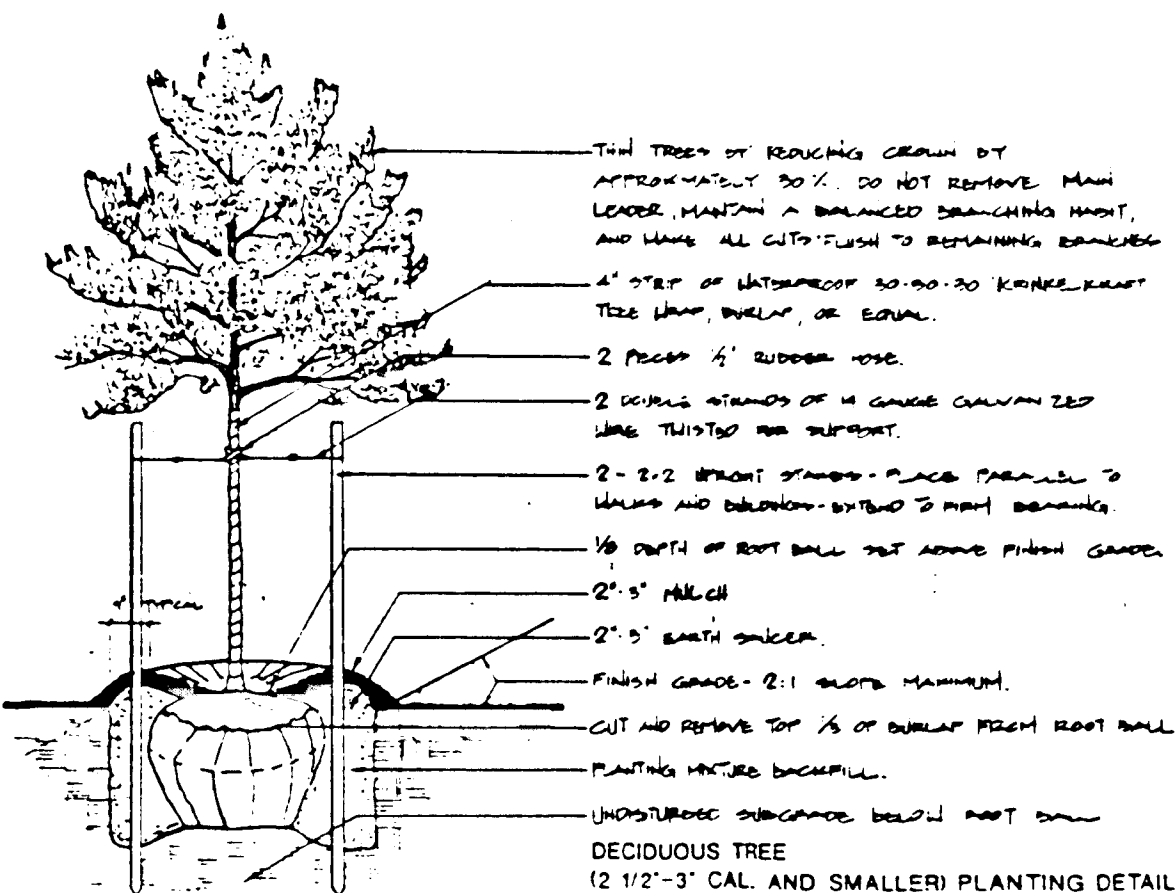 THIN TREES BY REDUCING CROWN BY
APPROXIMATELY 30%. DO NOT REMOVE MAIN
LEADER, MAINTAIN A BALANCED BRANCHING HABIT,
AND MAKE ALL CUTS FLUSH TO REMAINING BRANCHES
4" STRIP OF WATERPROOF 30-30-30 KRINKLE KRAFT
TREE WRAP, BURLAP, OR EQUAL.
2 PIECES 1/2" RUBBER HOSE.
2 DOUBLE STRANDS OF 14 GAUGE GALVANIZED
WIRE TWISTED FOR SUPPORT.
2 - 2x2 UPRIGHT STAKES - PLACE PARALLEL TO
WALKS AND BUILDINGS - EXTEND TO FIRM BEARING.
1/8 DEPTH OF ROOT BALL SET ABOVE FINISH GRADE.
TYPICAL
2"-3" MULCH
2"-3" EARTH SAUCER.
FINISH GRADE - 2:1 SLOPE MAXIMUM.
CUT AND REMOVE TOP 1/3 OF BURLAP FROM ROOT BALL
PLANTING MIXTURE BACKFILL.
UNDISTURBED SUBGRADE BELOW ROOT BALL
DECIDUOUS TREE
(2 1/2"-3" CAL. AND SMALLER) PLANTING DETAIL